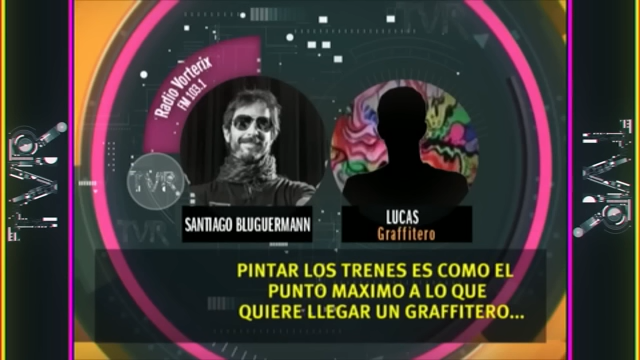 Radio Vorterix
FM 103.1
TVR
TVR
TVR
TVR
SANTIAGO BLUGUERMANN
LUCAS
Graffitero
PINTAR LOS TRENES ES COMO EL
PUNTO MAXIMO A LO QUE
QUIERE LLEGAR UN GRAFFITERO...